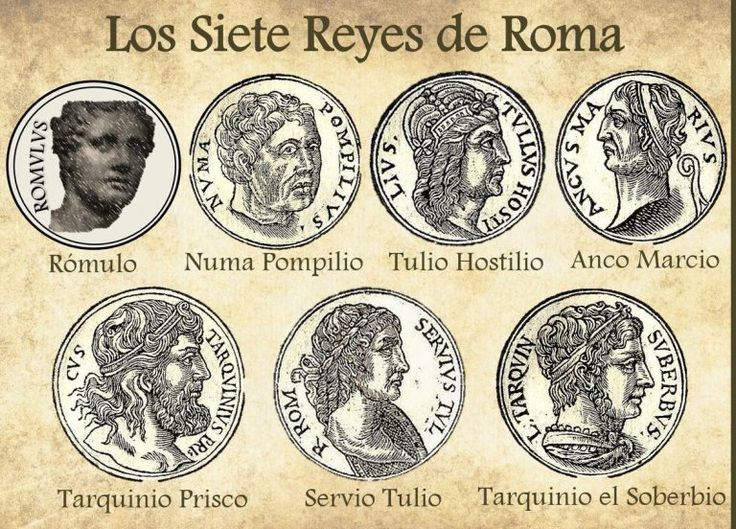 Los Siete Reyes de Roma
ROMVLVS
NVMA POMPILIVS,
TVLLVS HOSTI
LIVS,
ANCVS MA RIVS
Rómulo
Numa Pompilio
Tulio Hostilio
Anco Marcio
CVS TARQVINIVS PRI
SERVIVS TVL
R. ROM
L. TARQVIN SVBERBVS
Tarquinio Prisco
Servio Tulio
Tarquinio el Soberbio